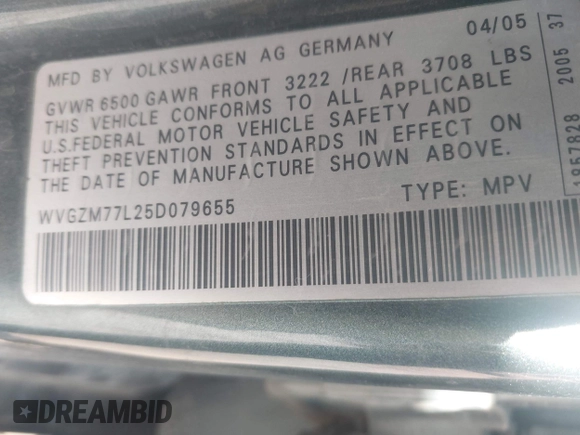 MFD BY VOLKSWAGEN AG GERMANY 04/05
GVWR 6500 GAWR FRONT 3222 /REAR 3708 LBS
THIS VEHICLE CONFORMS TO ALL APPLICABLE
U.S.FEDERAL MOTOR VEHICLE SAFETY AND
THEFT PREVENTION STANDARDS IN EFFECT ON
THE DATE OF MANUFACTURE SHOWN ABOVE.
WVGZM77L25D079655 TYPE: MPV
2005 37
DREAMBID